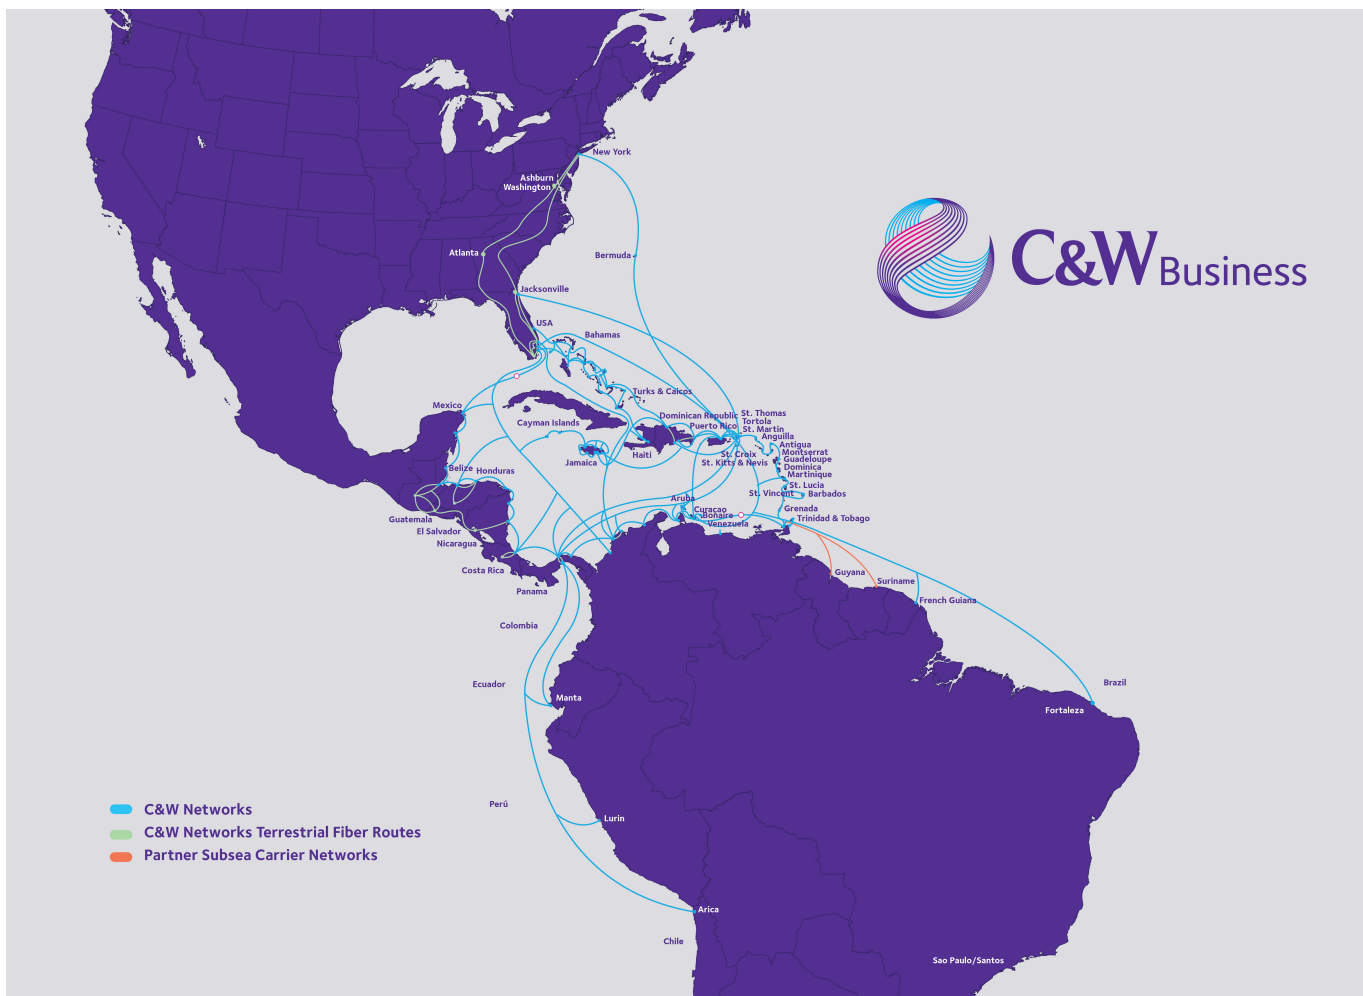 New York
Ashburn
Washington
Atlanta
Bermuda
C&W Business
Jacksonville
USA
Bahamas
Turks & Caicos
Mexico
Cayman Islands
Dominican Republic
St. Thomas
Tortola
Puerto Rico
St. Martin
Anguilla
Antigua
Montserrat
Guadeloupe
Dominica
Martinique
Jamaica
Haiti
St. Croix
St. Kitts & Nevis
Belize
Honduras
St. Lucia
St. Vincent
Barbados
Aruba
Curacao
Bonaire
Venezuela
Grenada
Trinidad & Tobago
Guatemala
El Salvador
Nicaragua
Costa Rica
Panama
Guyana
Suriname
French Guiana
Colombia
Ecuador
Manta
Brazil
Fortaleza
Perú
Lurin
C&W Networks
C&W Networks Terrestrial Fiber Routes
Partner Subsea Carrier Networks
Arica
Chile
Sao Paulo/Santos